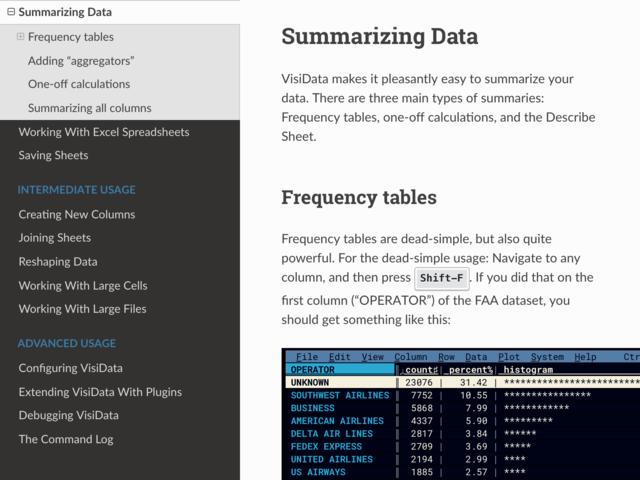 Summarizing Data
Frequency tables
Adding “aggregators”
One-off calculations
Summarizing all columns
Working With Excel Spreadsheets
Saving Sheets
INTERMEDIATE USAGE
Creating New Columns
Joining Sheets
Reshaping Data
Working With Large Cells
Working With Large Files
ADVANCED USAGE
Configuring VisiData
Extending VisiData With Plugins
Debugging VisiData
The Command Log
Summarizing Data
VisiData makes it pleasantly easy to summarize your
data. There are three main types of summaries:
Frequency tables, one-off calculations, and the Describe
Sheet.
Frequency tables
Frequency tables are dead-simple, but also quite
powerful. For the dead-simple usage: Navigate to any
column, and then press Shift-F . If you did that on the
first column (“OPERATOR”) of the FAA dataset, you
should get something like this:
File Edit View Column Row Data Plot System Help Ctr
OPERATOR ‖ count♯| percent%| histogram
UNKNOWN ‖ 23076 | 31.42 | **************************
SOUTHWEST AIRLINES ‖ 7752 | 10.55 | ****************
BUSINESS ‖ 5868 | 7.99 | ************
AMERICAN AIRLINES ‖ 4337 | 5.90 | *********
DELTA AIR LINES ‖ 2817 | 3.84 | ******
FEDEX EXPRESS ‖ 2709 | 3.69 | *****
UNITED AIRLINES ‖ 2194 | 2.99 | ****
US AIRWAYS ‖ 1885 | 2.57 | ****